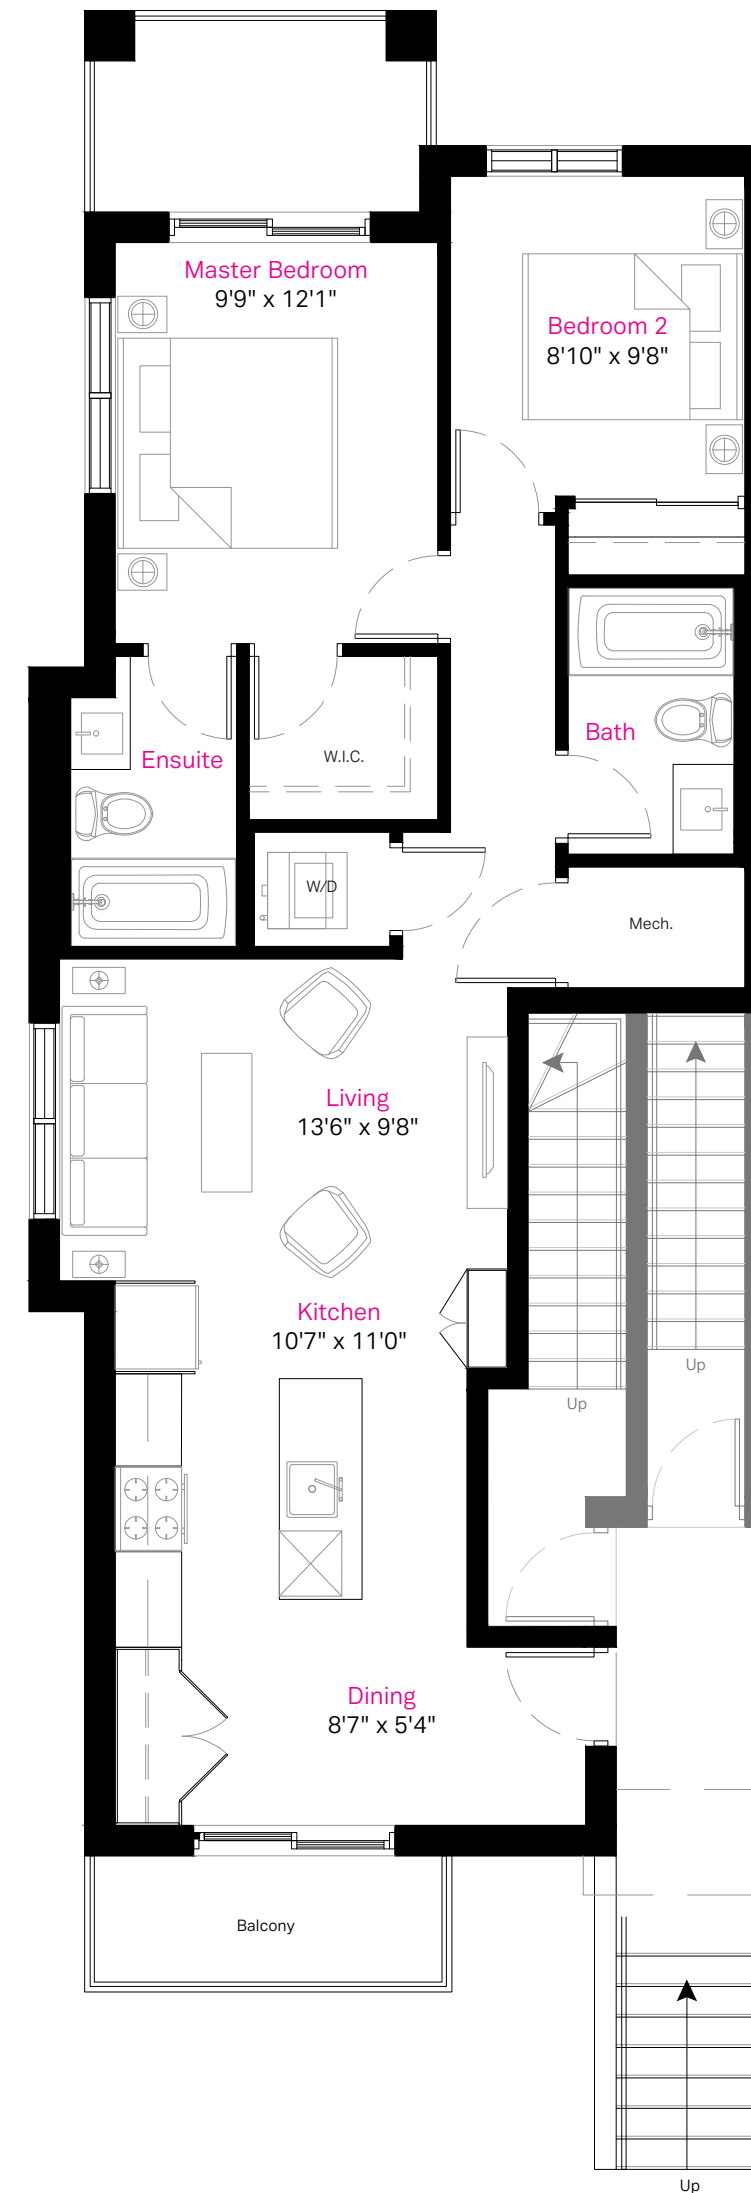 Master Bedroom
9'9" x 12'1"
Bedroom 2
8'10" x 9'8"
Bath
Ensuite
W.I.C.
W/D
Mech.
Living
13'6" x 9'8"
Kitchen
10'7" x 11'0"
Up
Up
Dining
8'7" x 5'4"
Balcony
Up